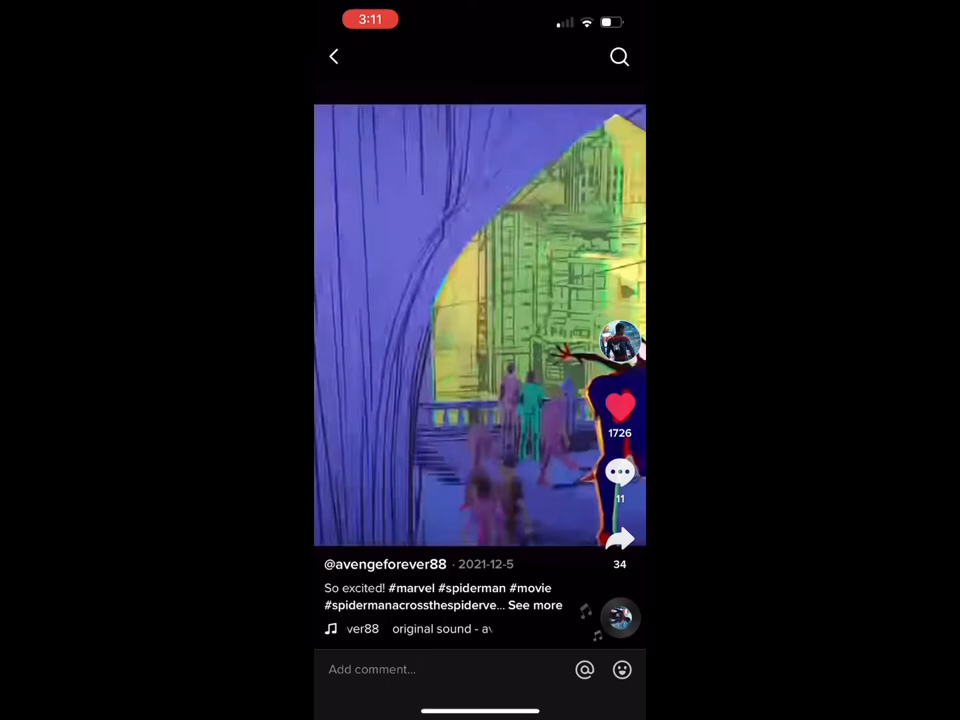 3:11
1726
11
34
@avengeforever88 · 2021-12-5
So excited! #marvel #spiderman #movie
#spidermanacrossthespiderve... See more
ver88 original sound - av
Add comment...